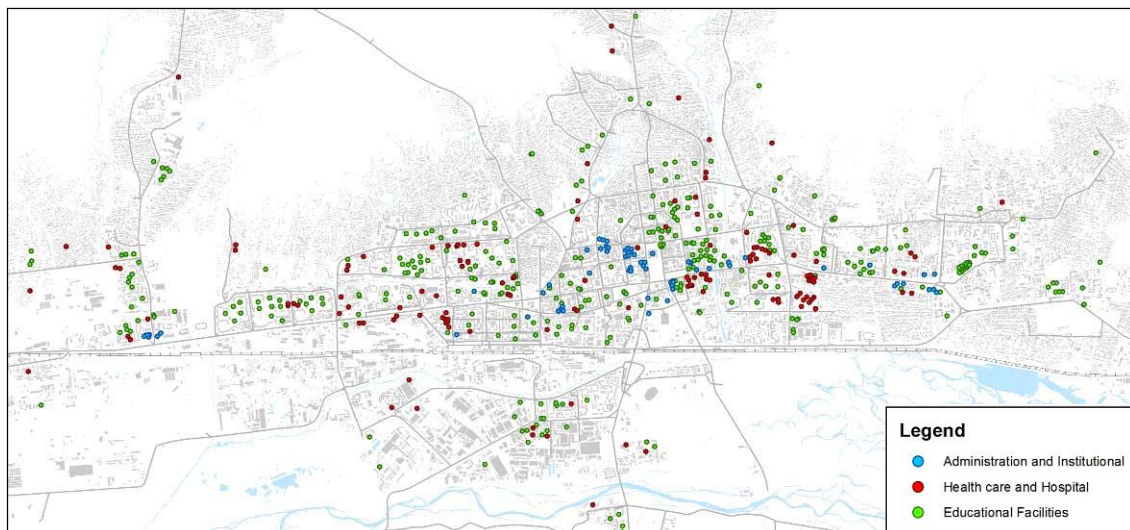 Legend
Administration and Institutional
Health care and Hospital
Educational Facilities